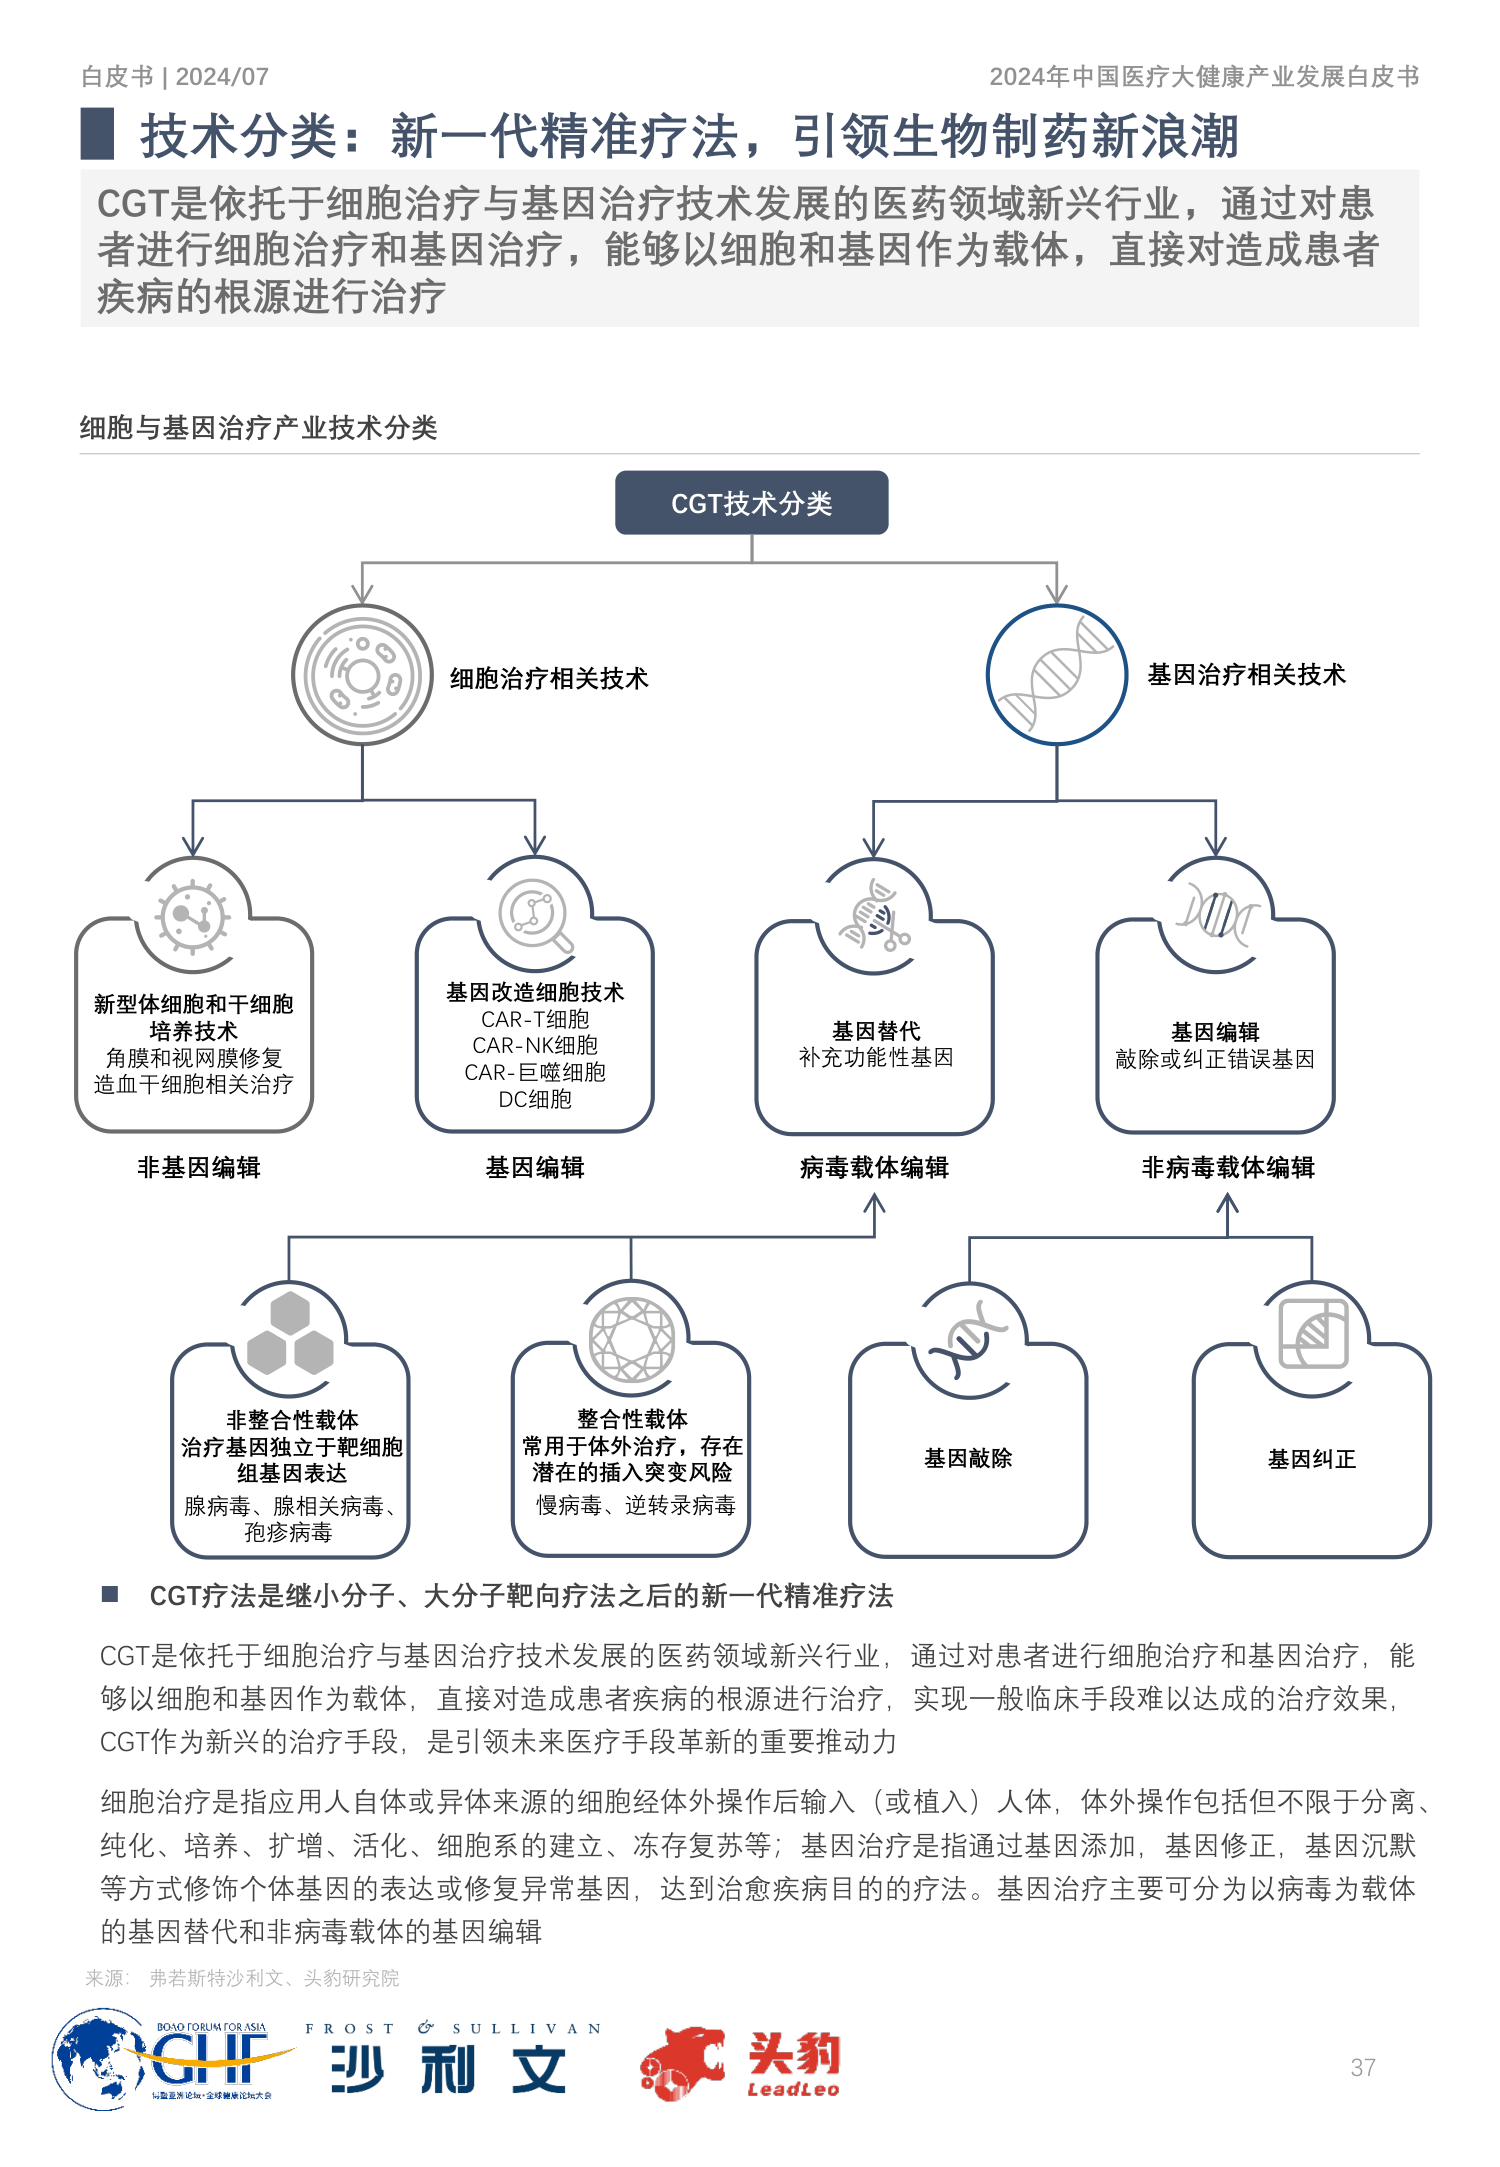 白皮书 | 2024/07
2024年中国医疗大健康产业发展白皮书
技术分类：新一代精准疗法，引领生物制药新浪潮
CGT是依托于细胞治疗与基因治疗技术发展的医药领域新兴行业，通过对患
者进行细胞治疗和基因治疗，能够以细胞和基因作为载体，直接对造成患者
疾病的根源进行治疗
细胞与基因治疗产业技术分类
CGT技术分类
细胞治疗相关技术
基因治疗相关技术
新型体细胞和干细胞
培养技术
角膜和视网膜修复
造血干细胞相关治疗
非基因编辑
基因改造细胞技术
CAR-T细胞
CAR-NK细胞
CAR-巨噬细胞
DC细胞
基因编辑
基因替代
补充功能性基因
病毒载体编辑
基因编辑
敲除或纠正错误基因
非病毒载体编辑
非整合性载体
治疗基因独立于靶细胞
组基因表达
腺病毒、腺相关病毒、
孢疹病毒
整合性载体
常用于体外治疗，存在
潜在的插入突变风险
慢病毒、逆转录病毒
基因敲除
基因纠正
■ CGT疗法是继小分子、大分子靶向疗法之后的新一代精准疗法
CGT是依托于细胞治疗与基因治疗技术发展的医药领域新兴行业，通过对患者进行细胞治疗和基因治疗，能
够以细胞和基因作为载体，直接对造成患者疾病的根源进行治疗，实现一般临床手段难以达成的治疗效果，
CGT作为新兴的治疗手段，是引领未来医疗手段革新的重要推动力
细胞治疗是指应用人自体或异体来源的细胞经体外操作后输入（或植入）人体，体外操作包括但不限于分离、
纯化、培养、扩增、活化、细胞系的建立、冻存复苏等；基因治疗是指通过基因添加，基因修正，基因沉默
等方式修饰个体基因的表达或修复异常基因，达到治愈疾病目的的疗法。基因治疗主要可分为以病毒为载体
的基因替代和非病毒载体的基因编辑
来源： 弗若斯特沙利文、头豹研究院
BOAO FORUM FOR ASIA
GHF
博鳌亚洲论坛·全球健康论坛大会
FROST & SULLIVAN
沙利文
头豹
LeadLeo
37